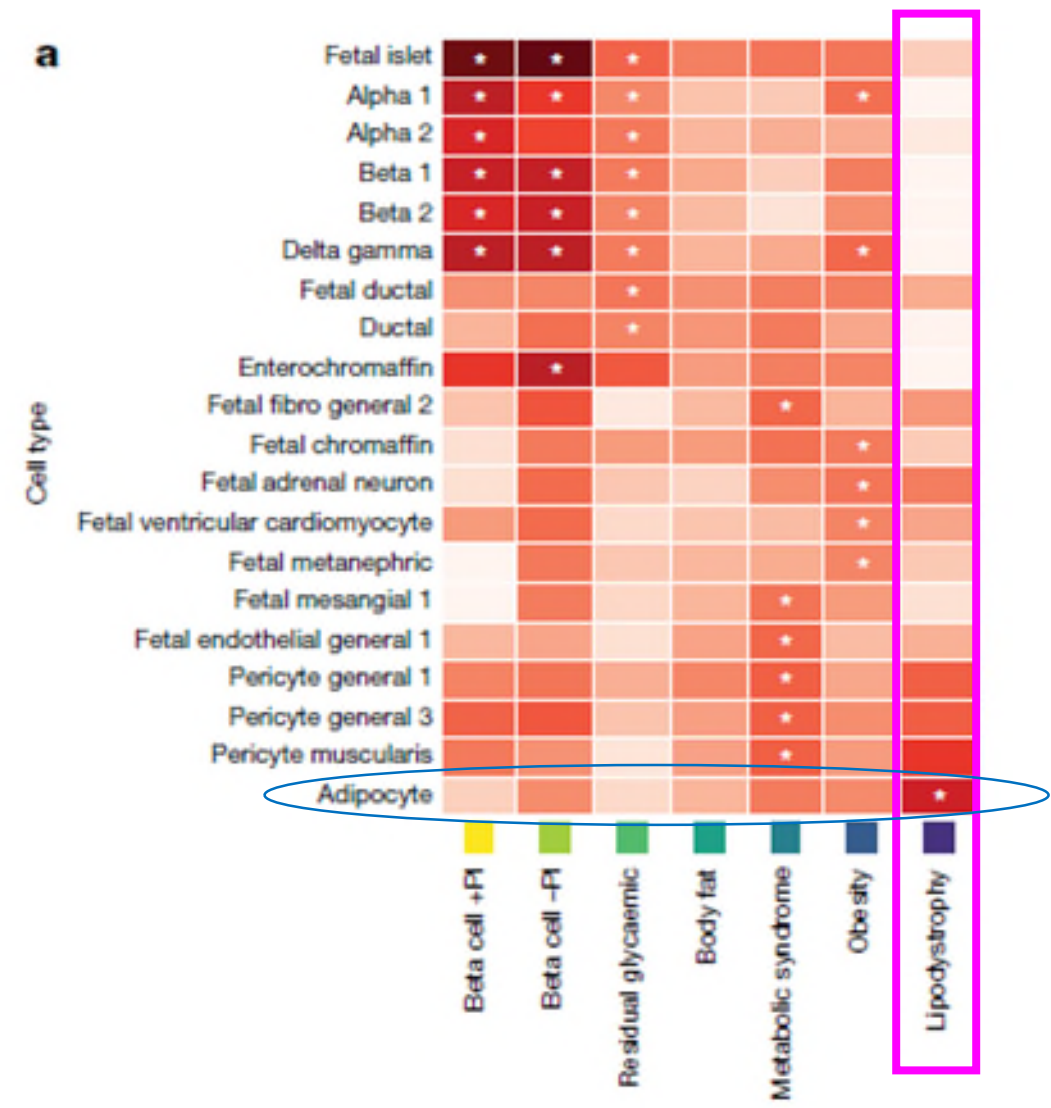 a
Fetal islet * * *
Alpha 1 * * * *
Alpha 2 * *
Beta 1 * * *
Beta 2 * * *
Delta gamma * * * *
Fetal ductal *
Ductal *
Enterochromaffin *
Fetal fibro general 2 *
Fetal chromaffin *
Fetal adrenal neuron *
Fetal ventricular cardiomyocyte *
Fetal metanephric *
Fetal mesangial 1 *
Fetal endothelial general 1 *
Pericyte general 1 *
Pericyte general 3 *
Pericyte muscularis *
Adipocyte *
Cell type
Beta cell +PI
Beta cell −PI
Residual glycaemic
Body fat
Metabolic syndrome
Obesity
Lipodystrophy